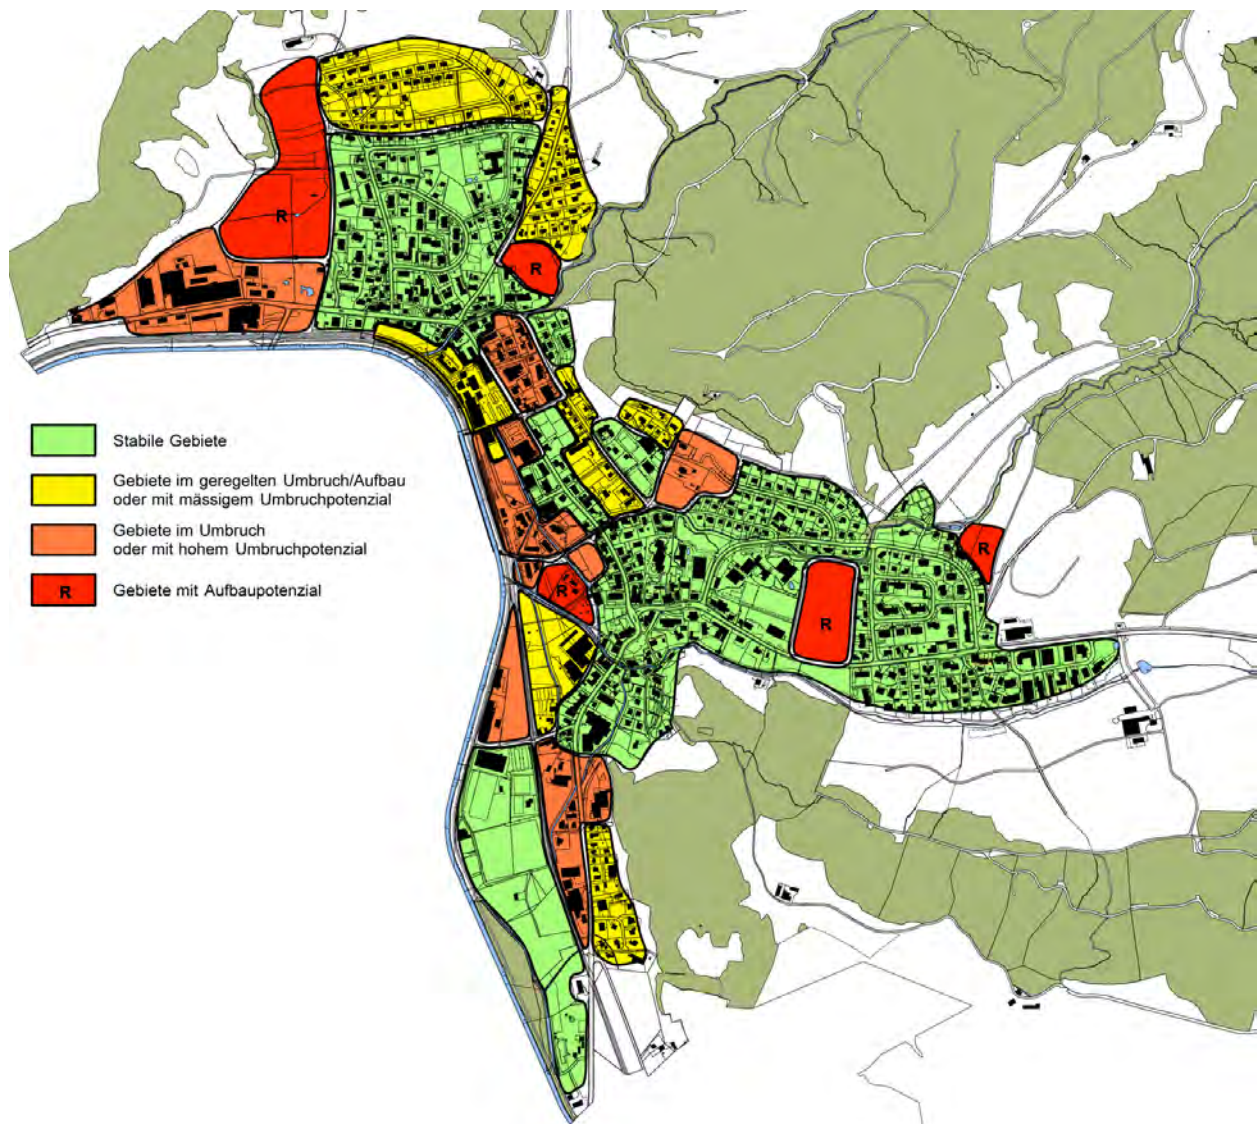 R
R
Stabile Gebiete
Gebiete im geregelten Umbruch/Aufbau
oder mit mässigem Umbruchpotenzial
Gebiete im Umbruch
oder mit hohem Umbruchpotenzial
R
R Gebiete mit Aufbaupotenzial
R
R